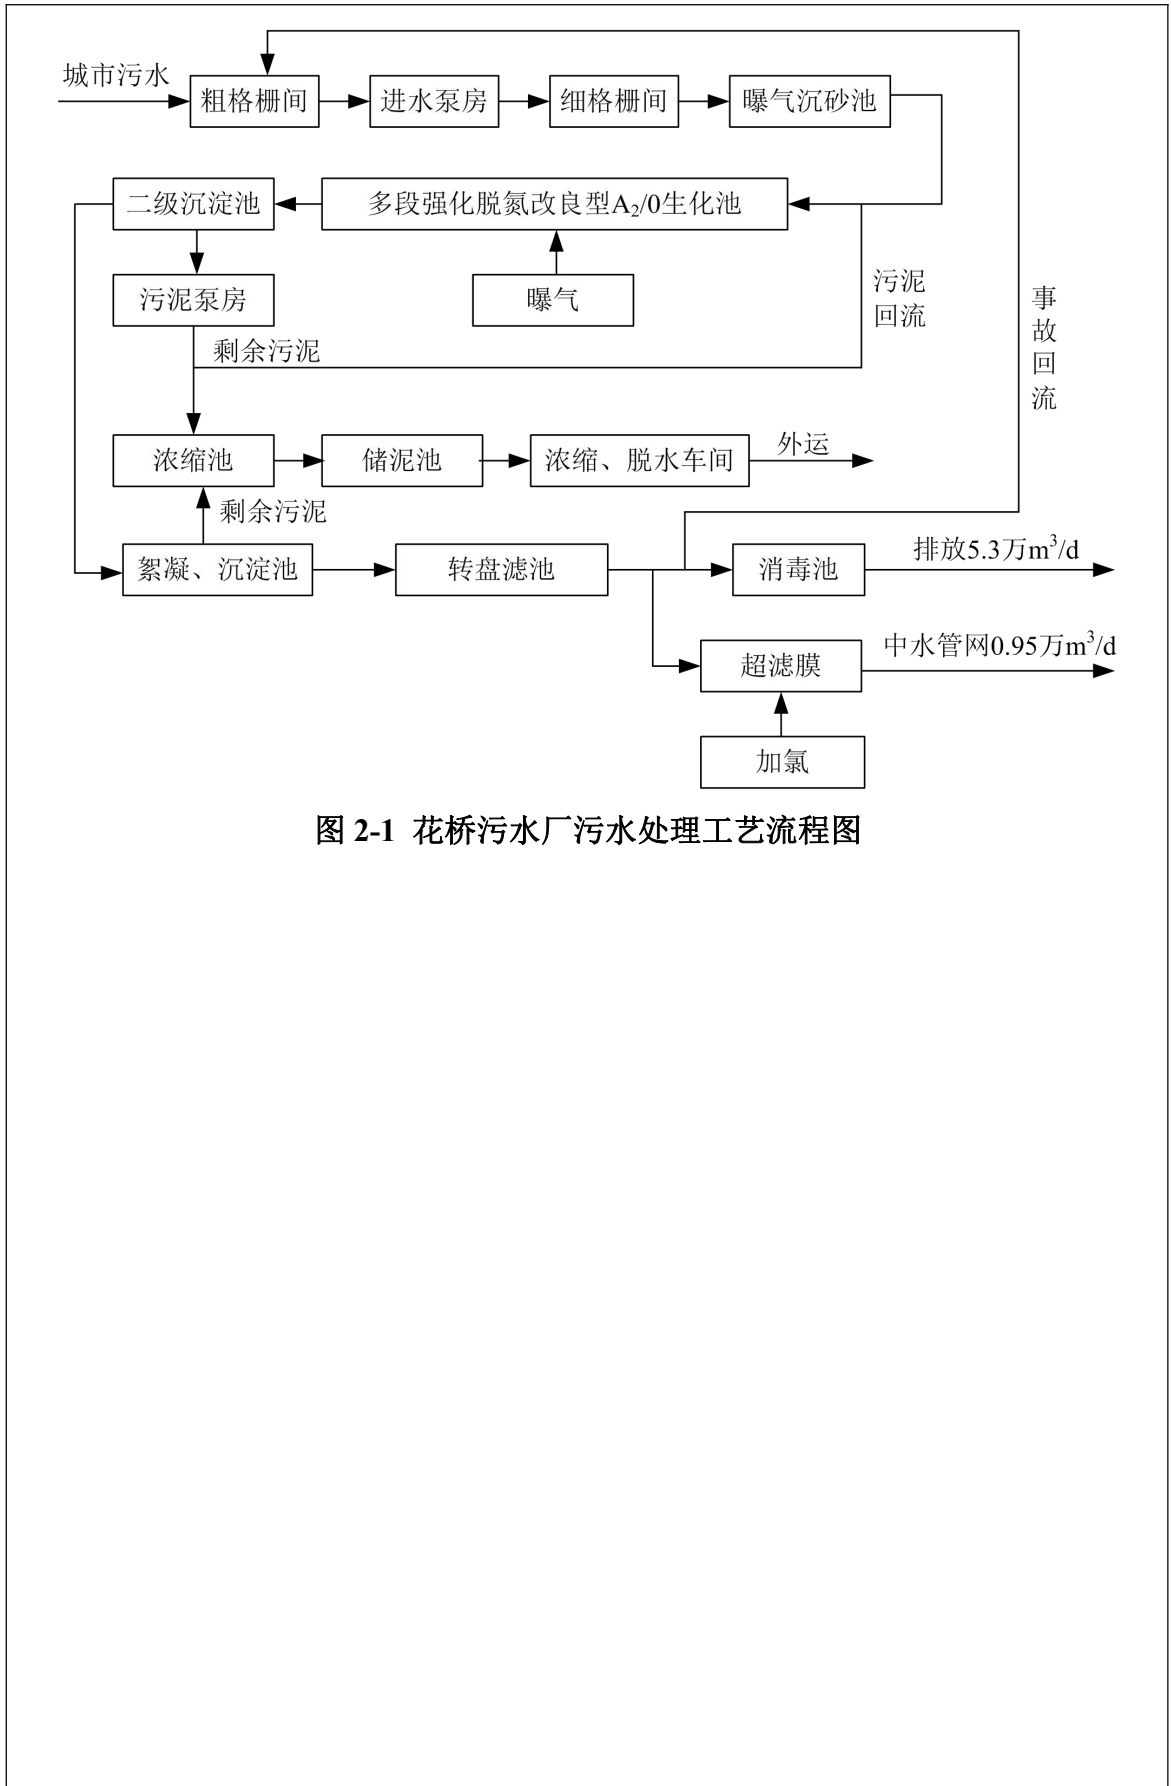 城市污水
粗格栅间
进水泵房
细格栅间
曝气沉砂池
二级沉淀池
多段强化脱氮改良型A₂/0生化池
污泥泵房
曝气
污泥
回流
事
故
回
流
剩余污泥
浓缩池
储泥池
浓缩、脱水车间
外运
剩余污泥
絮凝、沉淀池
转盘滤池
消毒池
排放5.3万m³/d
超滤膜
中水管网0.95万m³/d
加氯
图 2-1 花桥污水厂污水处理工艺流程图